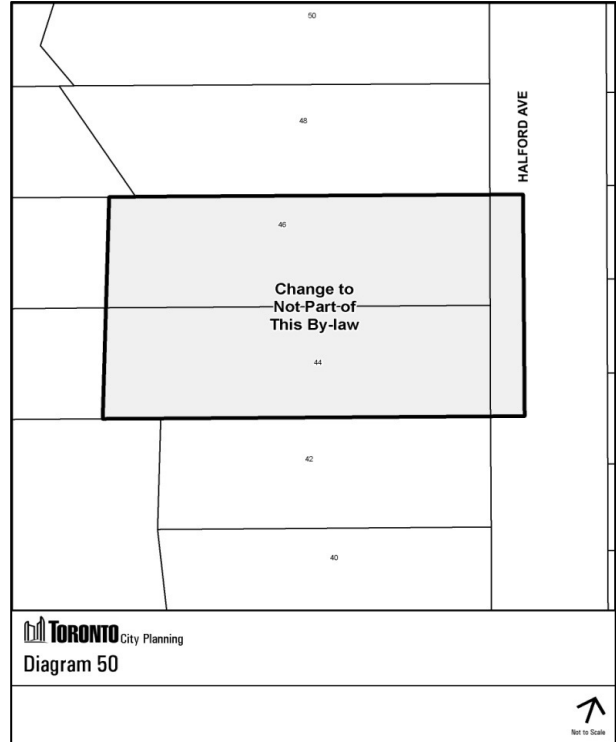 50
48
HALFORD AVE
46
Change to
Not Part of
This By-law
44
42
40
TORONTO City Planning
Diagram 50
Not to Scale